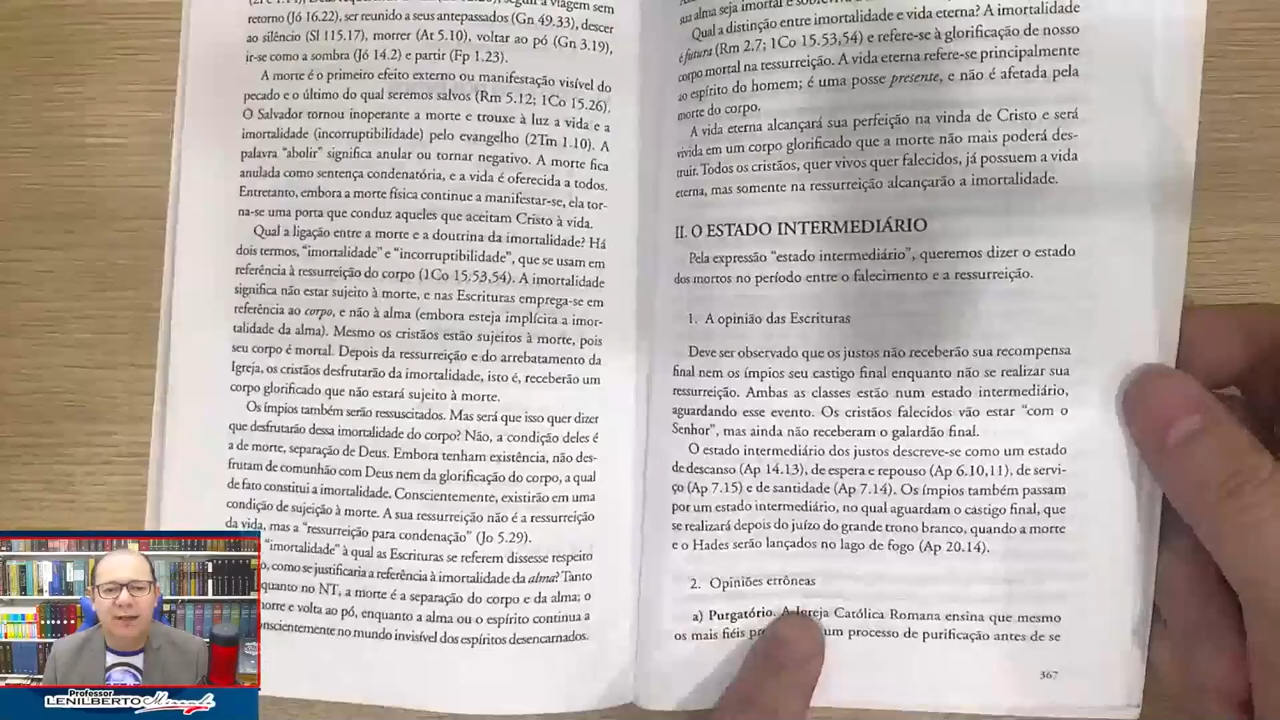 retorno (Jó 16.22), ser reunido a seus antepassados (Gn 49.33), descer
ao silêncio (Sl 115.17), morrer (At 5.10), voltar ao pó (Gn 3.19),
ir-se como a sombra (Jó 14.2) e partir (Fp 1.23).
A morte é o primeiro efeito externo ou manifestação visível do
pecado e o último do qual seremos salvos (Rm 5.12; 1Co 15.26).
O Salvador tornou inoperante a morte e trouxe à luz a vida e a
imortalidade (incorruptibilidade) pelo evangelho (2Tm 1.10). A
palavra “abolir” significa anular ou tornar negativo. A morte fica
anulada como sentença condenatória, e a vida é oferecida a todos.
Entretanto, embora a morte física continue a manifestar-se, ela tor-
na-se uma porta que conduz aqueles que aceitam Cristo à vida.
Qual a ligação entre a morte e a doutrina da imortalidade? Há
dois termos, “imortalidade” e “incorruptibilidade”, que se usam em
referência à ressurreição do corpo (1Co 15.53,54). A imortalidade
significa não estar sujeito à morte, e nas Escrituras emprega-se em
referência ao corpo, e não à alma (embora esteja implícita a imor-
talidade da alma). Mesmo os cristãos estão sujeitos à morte, pois
seu corpo é mortal. Depois da ressurreição e do arrebatamento da
Igreja, os cristãos desfrutarão da imortalidade, isto é, receberão um
corpo glorificado que não estará sujeito à morte.
Os ímpios também serão ressuscitados. Mas será que isso quer dizer
que desfrutarão dessa imortalidade do corpo? Não, a condição deles é
a de morte, separação de Deus. Embora tenham existência, não des-
frutam de comunhão com Deus nem da glorificação do corpo, a qual
de fato constitui a imortalidade. Conscientemente, existirão em uma
condição de sujeição à morte. A sua ressurreição não é a ressurreição
da vida, mas a “ressurreição para condenação” (Jo 5.29).
“imortalidade” à qual as Escrituras se referem dissesse respeito
o, como se justificaria a referência à imortalidade da alma? Tanto
quanto no NT, a morte é a separação do corpo e da alma; o
morre e volta ao pó, enquanto a alma ou o espírito continua a
conscientemente no mundo invisível dos espíritos desencarnados.
sua alma seja imortal e
Qual a distinção entre imortalidade e vida eterna? A imortalidade
é futura (Rm 2.7; 1Co 15.53,54) e refere-se à glorificação de nosso
corpo mortal na ressurreição. A vida eterna refere-se principalmente
ao espírito do homem; é uma posse presente, e não é afetada pela
morte do corpo.
A vida eterna alcançará sua perfeição na vinda de Cristo e será
vivida em um corpo glorificado que a morte não mais poderá des-
truir. Todos os cristãos, quer vivos quer falecidos, já possuem a vida
eterna, mas somente na ressurreição alcançarão a imortalidade.
II. O ESTADO INTERMEDIÁRIO
Pela expressão “estado intermediário”, queremos dizer o estado
dos mortos no período entre o falecimento e a ressurreição.
1. A opinião das Escrituras
Deve ser observado que os justos não receberão sua recompensa
final nem os ímpios seu castigo final enquanto não se realizar sua
ressurreição. Ambas as classes estão num estado intermediário,
aguardando esse evento. Os cristãos falecidos vão estar “com o
Senhor”, mas ainda não receberam o galardão final.
O estado intermediário dos justos descreve-se como um estado
de descanso (Ap 14.13), de espera e repouso (Ap 6.10,11), de servi-
ço (Ap 7.15) e de santidade (Ap 7.14). Os ímpios também passam
por um estado intermediário, no qual aguardam o castigo final, que
se realizará depois do juízo do grande trono branco, quando a morte
e o Hades serão lançados no lago de fogo (Ap 20.14).
2. Opiniões errôneas
a) Purgatório. A Igreja Católica Romana ensina que mesmo
os mais fiéis um processo de purificação antes de se
367
Professor
LENILBERTO Miranda